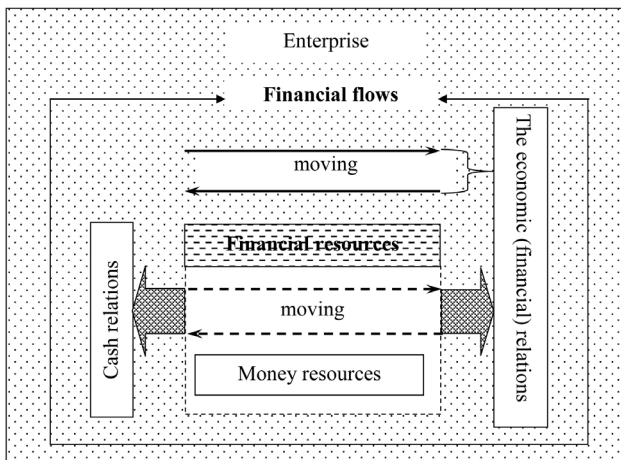 Enterprise
Financial flows
moving
The economic (financial) relations
Financial resources
Cash relations
moving
Money resources